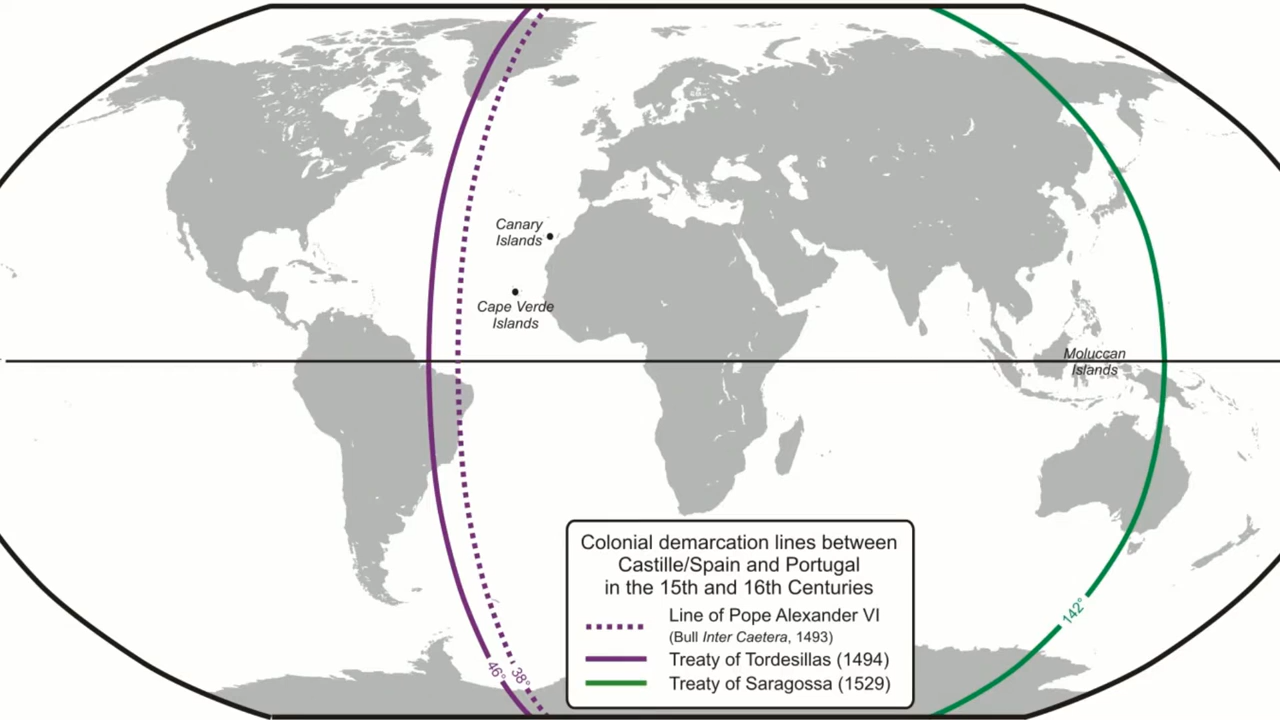 Canary
Islands
Cape Verde
Islands
Moluccan
Islands
Colonial demarcation lines between
Castille/Spain and Portugal
in the 15th and 16th Centuries
Line of Pope Alexander VI
(Bull Inter Caetera, 1493)
Treaty of Tordesillas (1494)
Treaty of Saragossa (1529)
142°
46°
38°